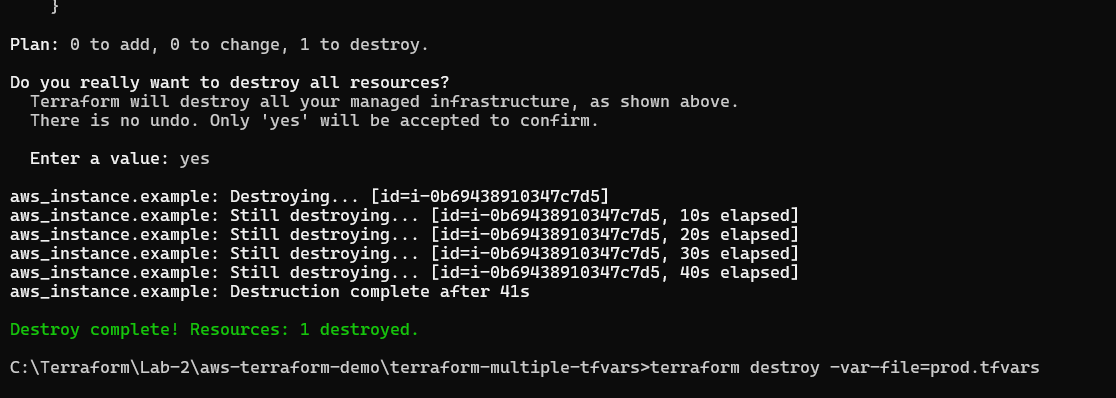 }
Plan: 0 to add, 0 to change, 1 to destroy.
Do you really want to destroy all resources?
Terraform will destroy all your managed infrastructure, as shown above.
There is no undo. Only 'yes' will be accepted to confirm.
Enter a value: yes
aws_instance.example: Destroying... [id=i-0b69438910347c7d5]
aws_instance.example: Still destroying... [id=i-0b69438910347c7d5, 10s elapsed]
aws_instance.example: Still destroying... [id=i-0b69438910347c7d5, 20s elapsed]
aws_instance.example: Still destroying... [id=i-0b69438910347c7d5, 30s elapsed]
aws_instance.example: Still destroying... [id=i-0b69438910347c7d5, 40s elapsed]
aws_instance.example: Destruction complete after 41s
Destroy complete! Resources: 1 destroyed.
C:\Terraform\Lab-2\aws-terraform-demo\terraform-multiple-tfvars>terraform destroy -var-file=prod.tfvars